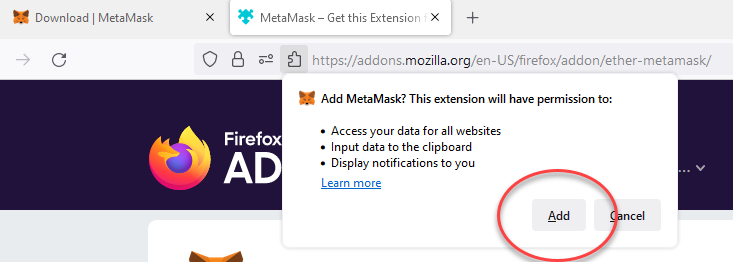 Download | MetaMask
MetaMask – Get this Extension f
https://addons.mozilla.org/en-US/firefox/addon/ether-metamask/
Add MetaMask? This extension will have permission to:
• Access your data for all websites
• Input data to the clipboard
• Display notifications to you
Learn more
Add
Cancel
Firefox
AD
...